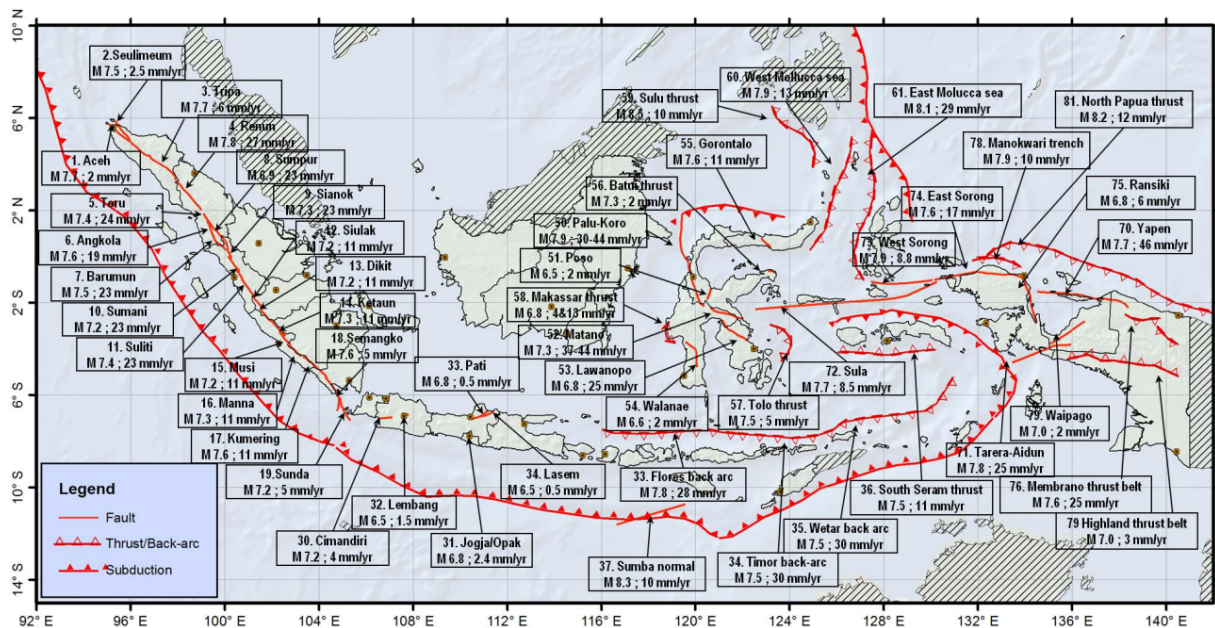 10° N
6° N
2° N
2° S
6° S
10° S
14° S
2.Seulimeum
M 7.5 ; 2.5 mm/yr
3. Tripa
M 7.7 ; 6 mm/yr
4. Renun
M 7.8 ; 27 mm/yr
8. Sumpur
M 6.9 ; 23 mm/yr
9. Sianok
M 7.3 ; 23 mm/yr
12. Siulak
M 7.2 ; 11 mm/yr
13. Dikit
M 7.2 ; 11 mm/yr
14. Ketaun
M 7.3 ; 11 mm/yr
18.Semangko
M 7.6 ; 5 mm/yr
1. Aceh
M 7.7 ; 2 mm/yr
5. Toru
M 7.4 ; 24 mm/yr
6. Angkola
M 7.6 ; 19 mm/yr
7. Barumun
M 7.5 ; 23 mm/yr
10. Sumani
M 7.2 ; 23 mm/yr
11. Suliti
M 7.4 ; 23 mm/yr
15. Musi
M 7.2 ; 11 mm/yr
16. Manna
M 7.3 ; 11 mm/yr
17. Kumering
M 7.6 ; 11 mm/yr
19.Sunda
M 7.2 ; 5 mm/yr
30. Cimandiri
M 7.2 ; 4 mm/yr
32. Lembang
M 6.5 ; 1.5 mm/yr
31. Jogja/Opak
M 6.8 ; 2.4 mm/yr
33. Pati
M 6.8 ; 0.5 mm/yr
34. Lasem
M 6.5 ; 0.5 mm/yr
37. Sumba normal
M 8.3 ; 10 mm/yr
33. Flores back arc
M 7.8 ; 28 mm/yr
34. Timor back-arc
M 7.5 ; 30 mm/yr
35. Wetar back arc
M 7.5 ; 30 mm/yr
36. South Seram thrust
M 7.5 ; 11 mm/yr
59. Sulu thrust
M 8.5 ; 10 mm/yr
60. West Mollucca sea
M 7.9 ; 13 mm/yr
61. East Molucca sea
M 8.1 ; 29 mm/yr
55. Gorontalo
M 7.6 ; 11 mm/yr
56. Batui thrust
M 7.3 ; 2 mm/yr
50. Palu-Koro
M 7.9 ; 30-44 mm/yr
51. Poso
M 6.5 ; 2 mm/yr
58. Makassar thrust
M 6.8 ; 4&13 mm/yr
52. Matano
M 7.3 ; 37-44 mm/yr
53. Lawanopo
M 6.8 ; 25 mm/yr
54. Walanae
M 6.6 ; 2 mm/yr
57. Tolo thrust
M 7.5 ; 5 mm/yr
72. Sula
M 7.7 ; 8.5 mm/yr
81. North Papua thrust
M 8.2 ; 12 mm/yr
78. Manokwari trench
M 7.9 ; 10 mm/yr
74. East Sorong
M 7.6 ; 17 mm/yr
West Sorong
M 7.9 ; 8.8 mm/yr
75. Ransiki
M 6.8 ; 6 mm/yr
70. Yapen
M 7.7 ; 46 mm/yr
Waipago
M 7.0 ; 2 mm/yr
71. Tarera-Aidun
M 7.8 ; 25 mm/yr
76. Membrano thrust belt
M 7.6 ; 25 mm/yr
79 Highland thrust belt
M 7.0 ; 3 mm/yr
Legend
Fault
Thrust/Back-arc
Subduction
92° E
96° E
100° E
104° E
108° E
112° E
116° E
120° E
124° E
128° E
132° E
136° E
140° E